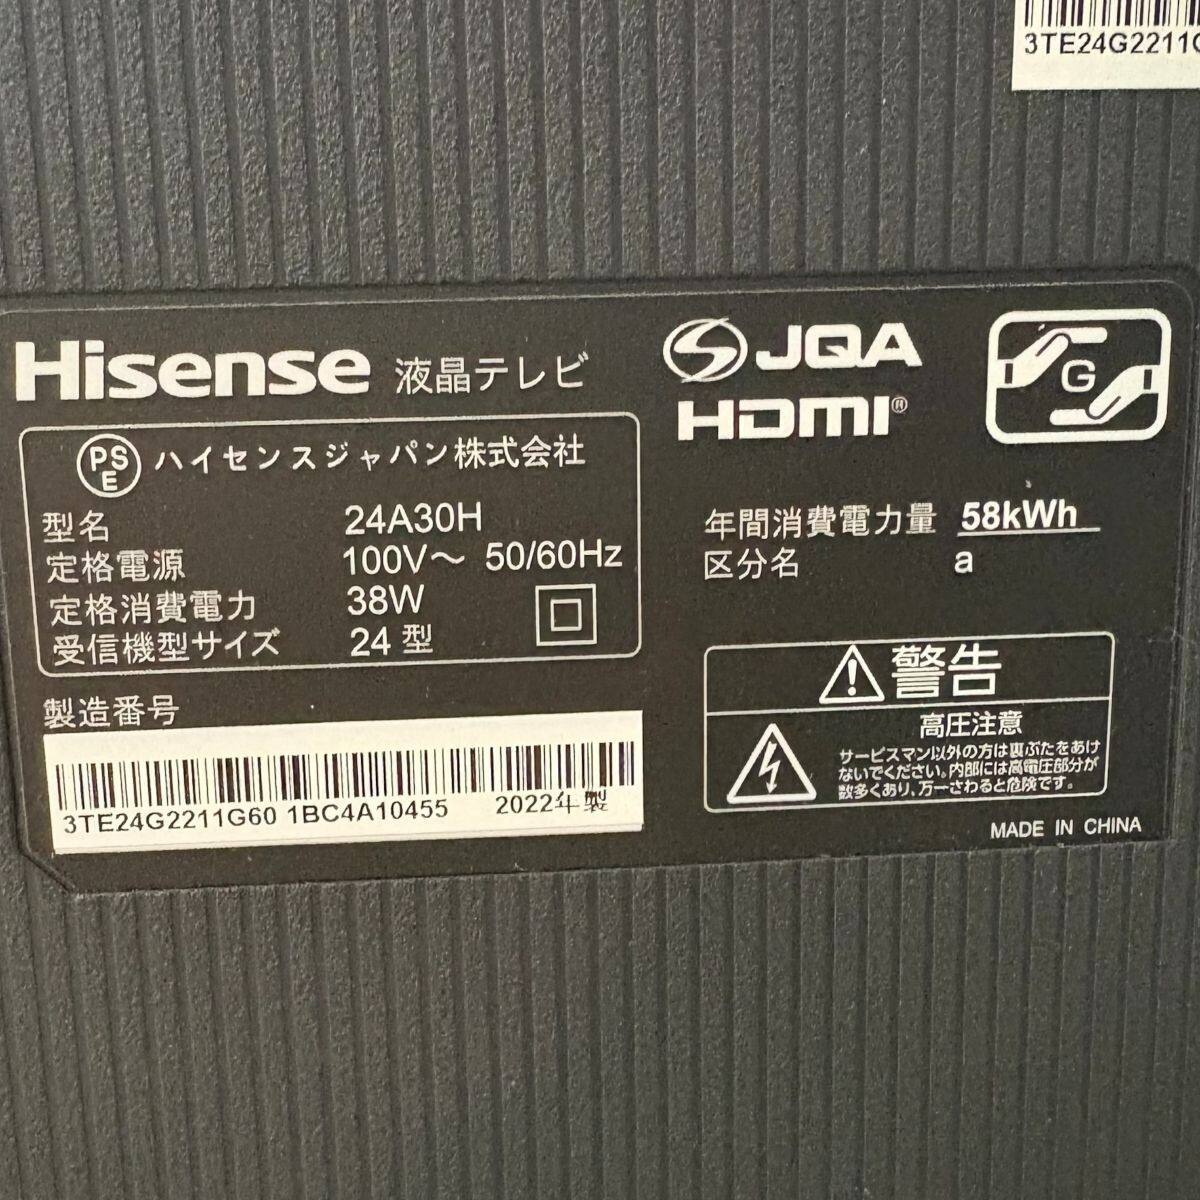 3TE24G2211G
Hisense 液晶テレビ
PS
E
ハイセンスジャパン株式会社
型名 24A30H
定格電源 100V～ 50/60Hz
定格消費電力 38W
受信機型サイズ 24 型
製造番号
3TE24G2211G60 1BC4A10455 2022年製
JQA
HDMI®
G
年間消費電力量 58kWh
区分名 a
警告
高圧注意
サービスマン以外の方は裏ぶたをあけ
ないでください。内部には高電圧部分が
数多くあり、万一さわると危険です。
MADE IN CHINA